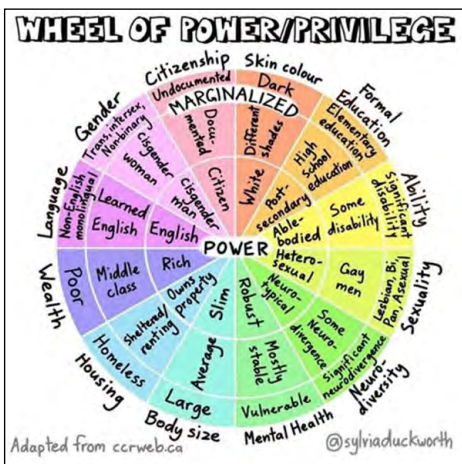 WHEEL OF POWER/PRIVILEGE
Citizenship
Undocumented
Docu-
mented
Citizen
Skin colour
Dark
Different
shades
White
Formal
Education
Elementary
education
High
School
education
Post-
secondary
Ability
Significant
disability
Some
disability
Able-
bodied
Sexuality
Lesbian, Bi,
Pan, Asexual
Gay
men
Hetero-
sexual
Neuro-
diversity
Significant
neurodivergence
Some
Neuro-
divergence
Neuro-
typical
Mental Health
Vulnerable
Mostly
stable
Robust
Body size
Large
Average
Slim
Housing
Homeless
Sheltered/
renting
Owns
property
Wealth
Poor
Middle
class
Rich
Language
Non-English
monolingual
Learned
English
English
Gender
Trans, intersex,
Nonbinary
Cisgender
woman
Cisgender
man
MARGINALIZED
POWER
Adapted from ccrweb.ca
@sylviaduckworth